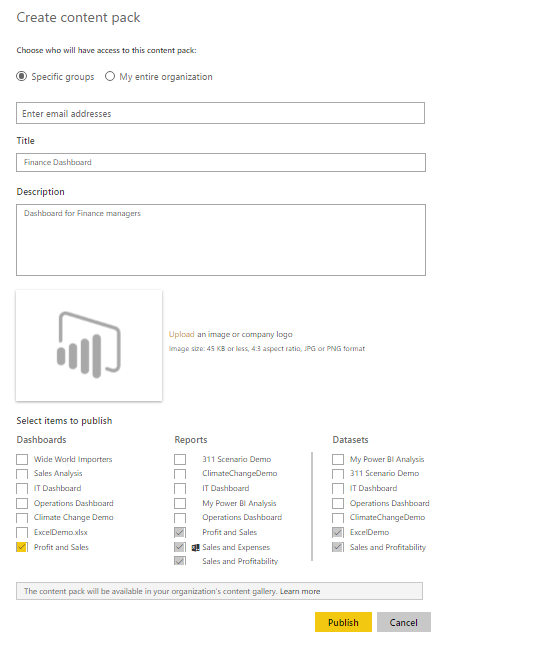 Create content pack
Choose who will have access to this content pack:
Specific groups My entire organization
Enter email addresses
Title
Finance Dashboard
Description
Dashboard for Finance managers
Upload an image or company logo
Image size: 45 KB or less, 4:3 aspect ratio, JPG or PNG format
Select items to publish
Dashboards
Wide World Importers
Sales Analysis
IT Dashboard
Operations Dashboard
Climate Change Demo
ExcelDemo.xlsx
Profit and Sales
Reports
311 Scenario Demo
ClimateChangeDemo
IT Dashboard
My Power BI Analysis
Operations Dashboard
Profit and Sales
Sales and Expenses
Sales and Profitability
Datasets
My Power BI Analysis
311 Scenario Demo
IT Dashboard
Operations Dashboard
ClimateChangeDemo
ExcelDemo
Sales and Profitability
The content pack will be available in your organization's content gallery. Learn more
Publish Cancel